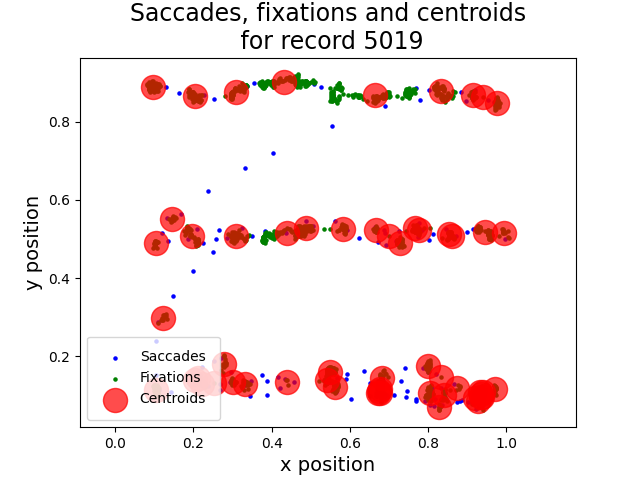 Saccades, fixations and centroids
for record 5019
y position
0.8
0.6
0.4
0.2
Saccades
Fixations
Centroids
0.0
0.2
0.4
0.6
0.8
1.0
x position